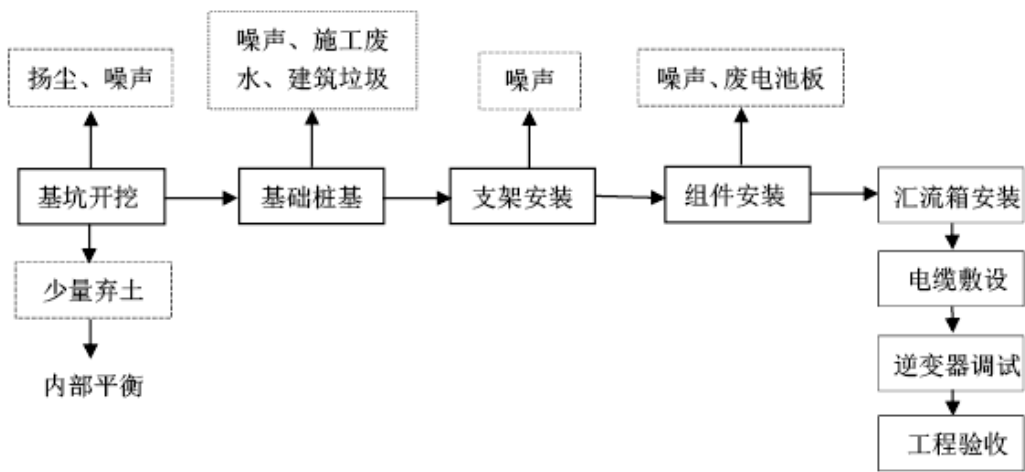 噪声、施工废
水、建筑垃圾
扬尘、噪声
噪声
噪声、废电池板
基坑开挖
基础桩基
支架安装
组件安装
汇流箱安装
少量弃土
电缆敷设
内部平衡
逆变器调试
工程验收